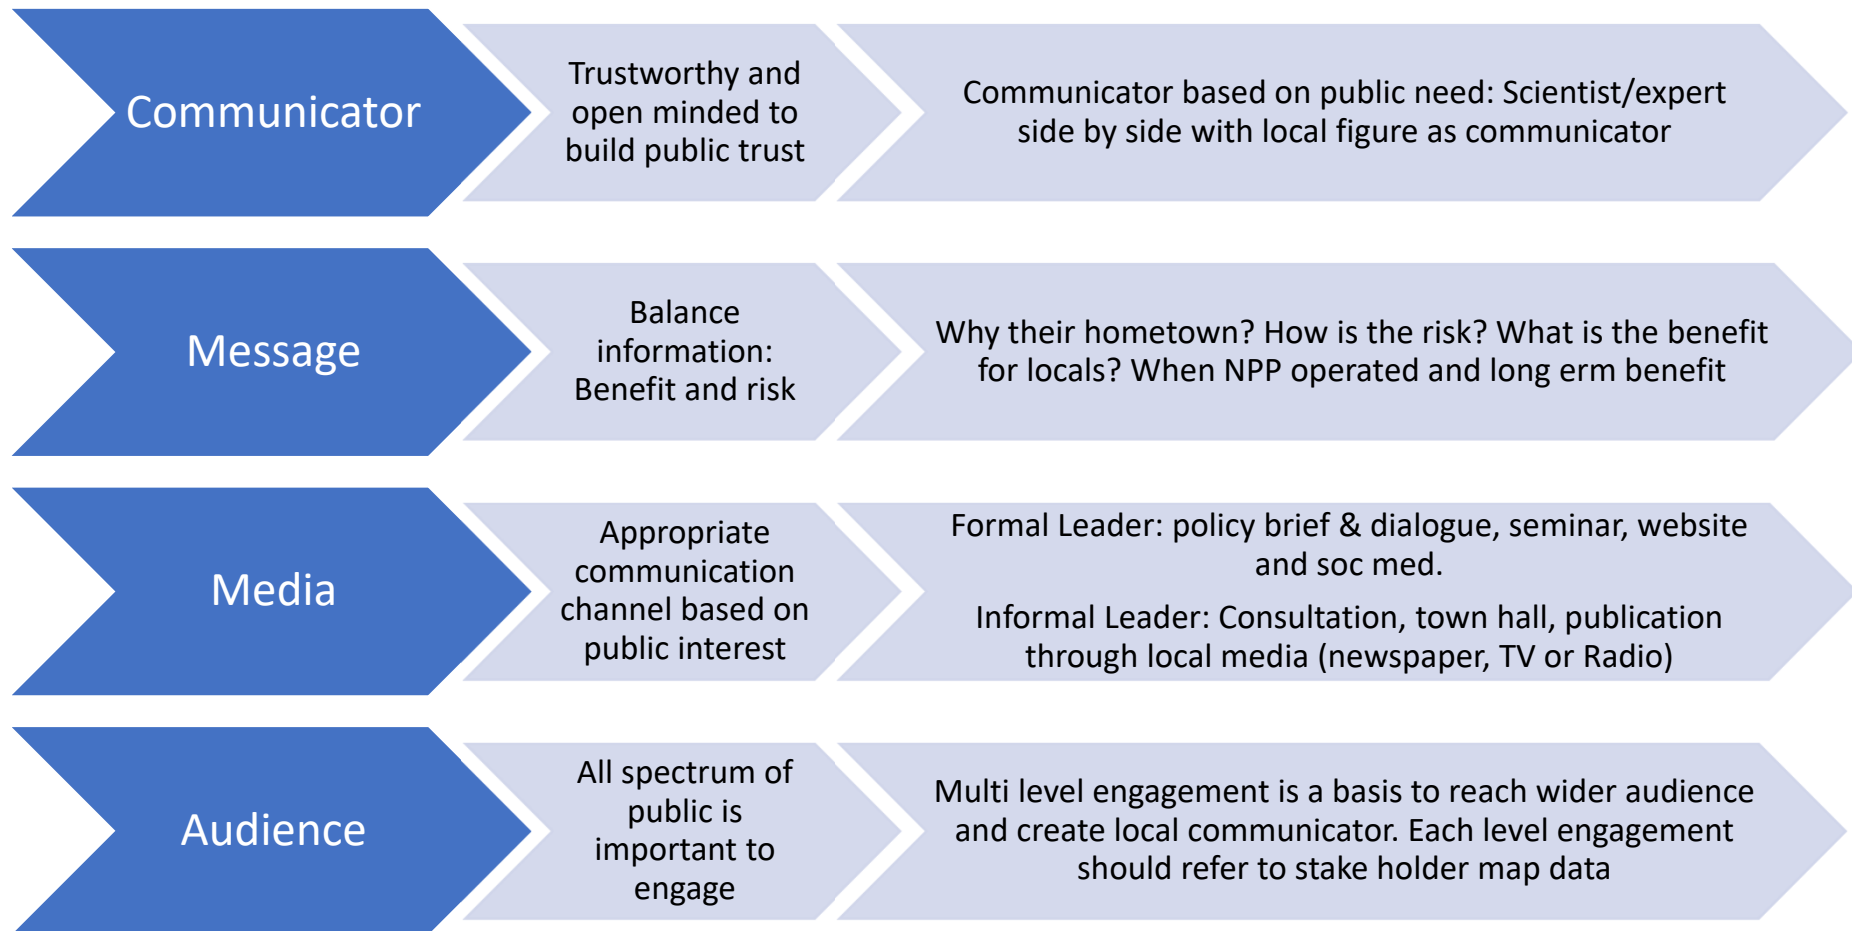 Communicator
Trustworthy and
open minded to
build public trust
Communicator based on public need: Scientist/expert
side by side with local figure as communicator
Message
Balance
information:
Benefit and risk
Why their hometown? How is the risk? What is the benefit
for locals? When NPP operated and long erm benefit
Media
Appropriate
communication
channel based on
public interest
Formal Leader: policy brief & dialogue, seminar, website
and soc med.
Informal Leader: Consultation, town hall, publication
through local media (newspaper, TV or Radio)
Audience
All spectrum of
public is
important to
engage
Multi level engagement is a basis to reach wider audience
and create local communicator. Each level engagement
should refer to stake holder map data